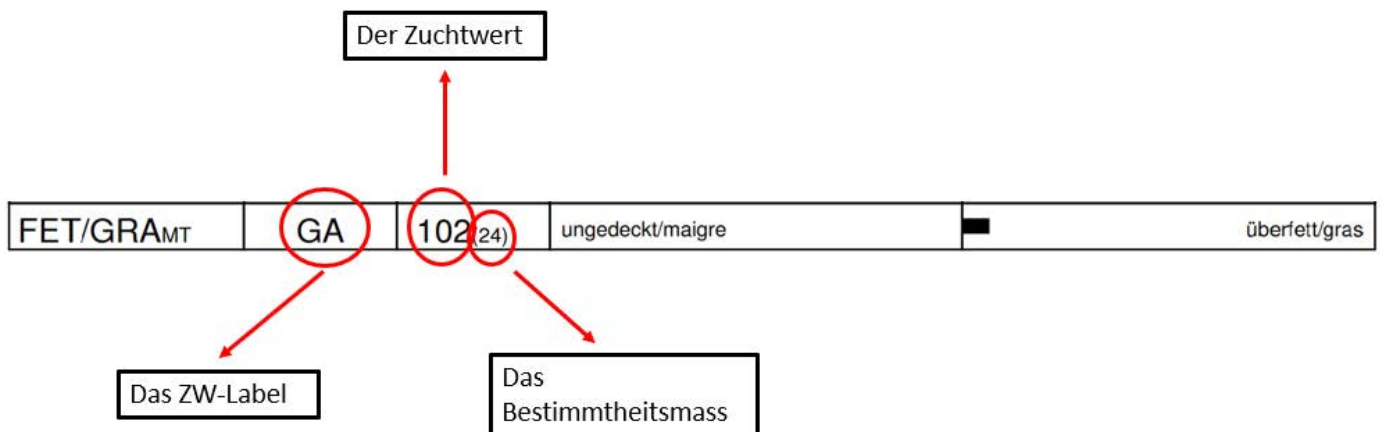 Der Zuchtwert
FET/GRAMT GA 102(24) ungedeckt/maigre überfett/gras
Das ZW-Label
Das
Bestimmtheitsmass